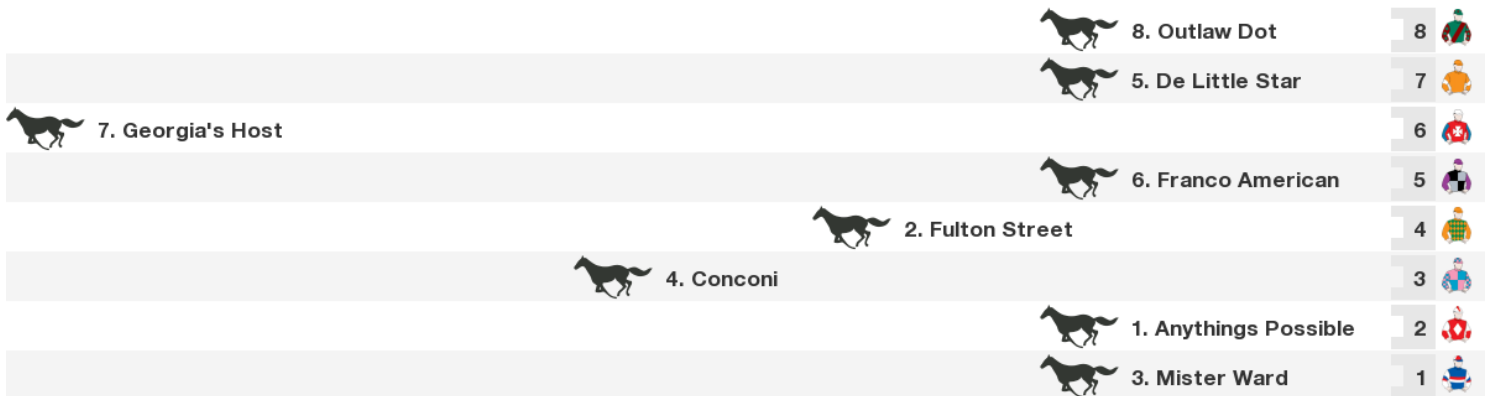 8. Outlaw Dot 8
5. De Little Star 7
7. Georgia's Host 6
6. Franco American 5
2. Fulton Street 4
4. Conconi 3
1. Anythings Possible 2
3. Mister Ward 1